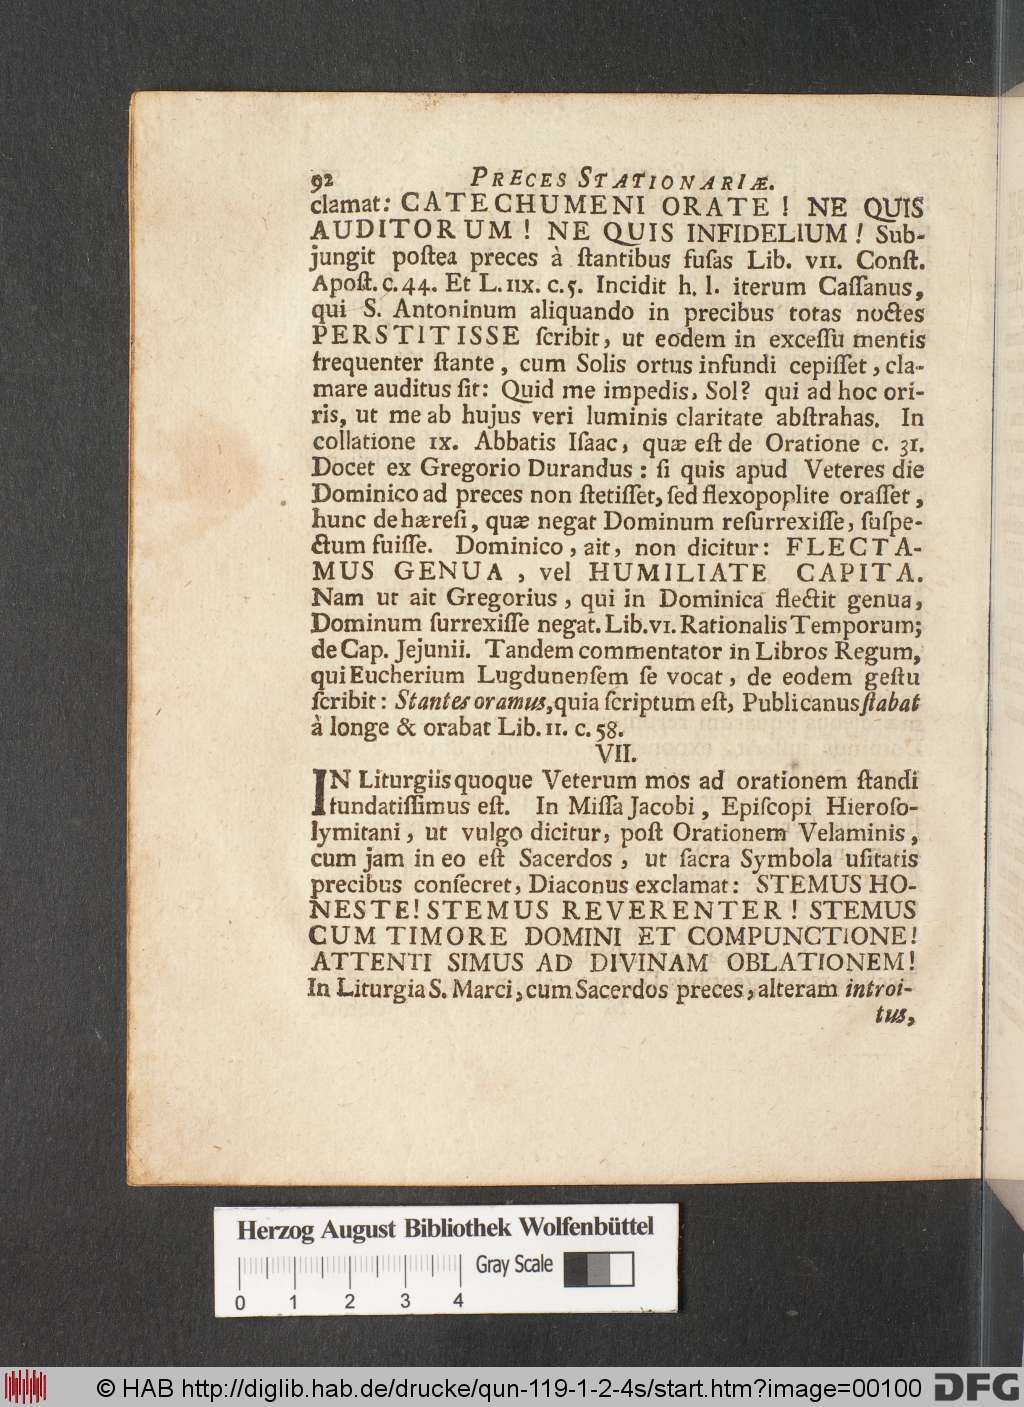 92 PRECES STATIONARIÆ.
clamat: CATECHUMENI ORATE! NE QUIS
AUDITORUM! NE QUIS INFIDELIUM! Sub-
jungit poſtea preces à ſtantibus fuſas Lib. VII. Conſt.
Apoſt. c. 44. Et L. IIX. c. 5. Incidit h. l. iterum Caſſanus,
qui S. Antoninum aliquando in precibus totas noctes
PERSTITISSE ſcribit, ut eodem in exceſſu mentis
frequenter ſtante, cum Solis ortus infundi cepiſſet, cla-
mare auditus ſit: Quid me impedis, Sol? qui ad hoc ori-
ris, ut me ab hujus veri luminis claritate abſtrahas. In
collatione IX. Abbatis Iſaac, quæ eſt de Oratione c. 31.
Docet ex Gregorio Durandus: ſi quis apud Veteres die
Dominico ad preces non ſtetiſſet, ſed flexopoplite oraſſet,
hunc de hæreſi, quæ negat Dominum reſurrexiſſe, ſuſpe-
ctum fuiſſe. Dominico, ait, non dicitur: FLECTA-
MUS GENUA, vel HUMILIATE CAPITA.
Nam ut ait Gregorius, qui in Dominica flectit genua,
Dominum ſurrexiſſe negat. Lib. VI. Rationalis Temporum;
de Cap. Jejunii. Tandem commentator in Libros Regum,
qui Eucherium Lugdunenſem ſe vocat, de eodem geſtu
ſcribit: Stantes oramus, quia ſcriptum eſt, Publicanus ſtabat
à longe & orabat Lib. II. c. 58.
VII.
IN Liturgiis quoque Veterum mos ad orationem ſtandi
fundatiſſimus eſt. In Miſſa Jacobi, Epiſcopi Hieroſo-
lymitani, ut vulgo dicitur, poſt Orationem Velaminis,
cum jam in eo eſt Sacerdos, ut ſacra Symbola uſitatis
precibus conſecret, Diaconus exclamat: STEMUS HO-
NESTE! STEMUS REVERENTER! STEMUS
CUM TIMORE DOMINI ET COMPUNCTIONE!
ATTENTI SIMUS AD DIVINAM OBLATIONEM!
In Liturgia S. Marci, cum Sacerdos preces, alteram introi-
tus,
Herzog August Bibliothek Wolfenbüttel
Gray Scale
0 1 2 3 4
© HAB http://diglib.hab.de/drucke/qun-119-1-2-4s/start.htm?image=00100 DFG